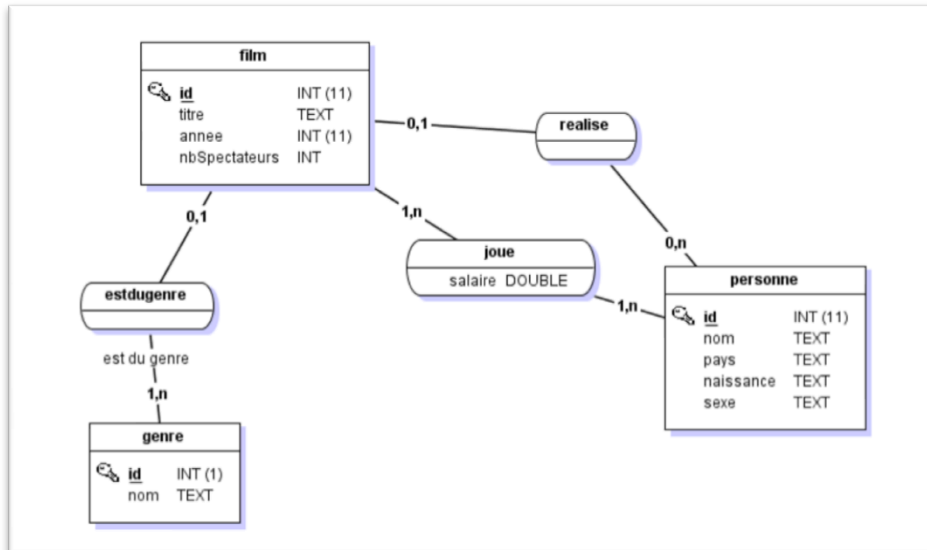 film
id INT (11)
titre TEXT
annee INT (11)
nbSpectateurs INT
0,1
realise
0,1
1,n
joue
salaire DOUBLE
0,n
1,n
personne
id INT (11)
nom TEXT
pays TEXT
naissance TEXT
sexe TEXT
estdugenre
est du genre
1,n
genre
id INT (1)
nom TEXT